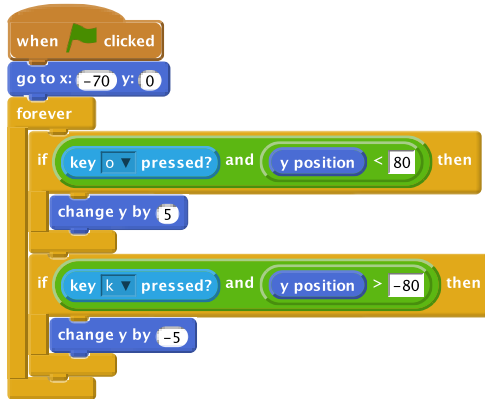 when clicked
go to x: -70 y: 0
forever
if key o pressed? and y position < 80 then
change y by 5
if key k pressed? and y position > -80 then
change y by -5